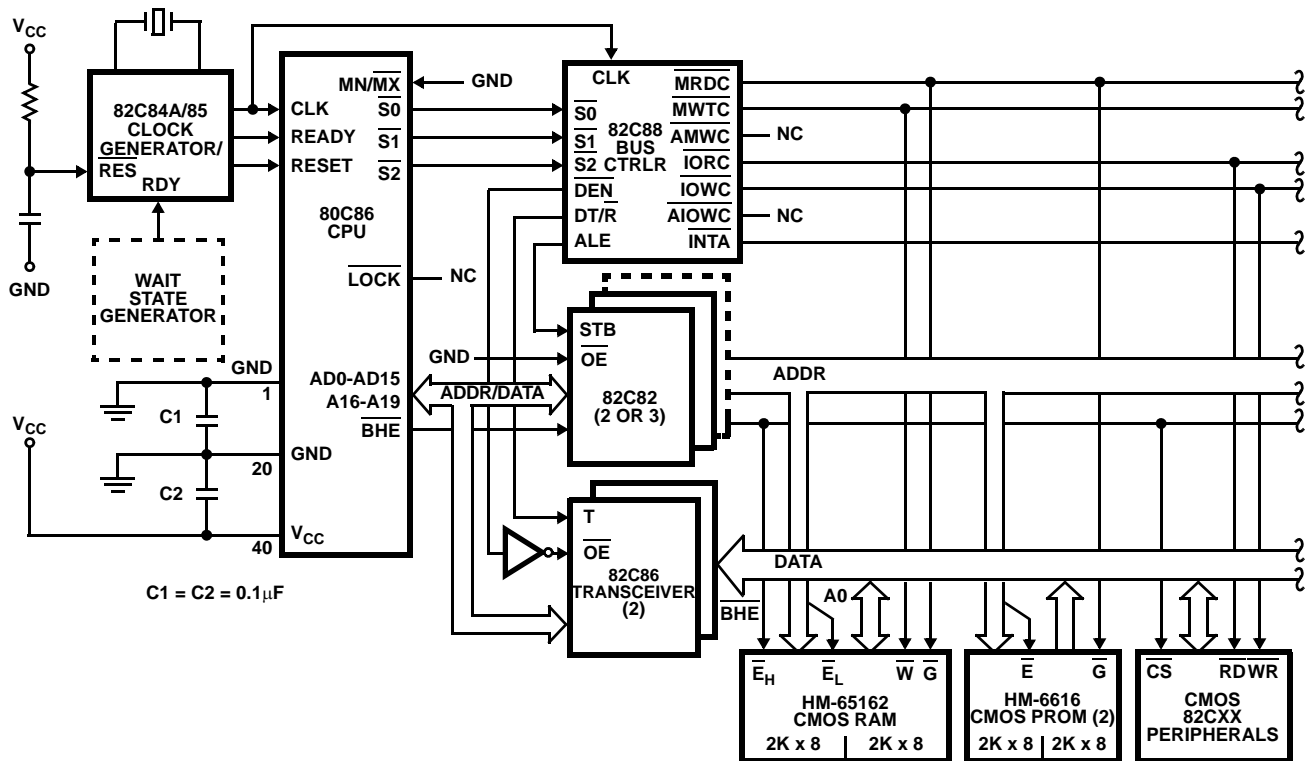 VCC
82C84A/85
CLOCK
GENERATOR/
RES
RDY
GND
WAIT
STATE
GENERATOR
CLK
READY
RESET
MN/MX
S0
S1
S2
80C86
CPU
LOCK
NC
GND
CLK
S0
S1
S2
DEN
DT/R
ALE
82C88
BUS
CTRLR
MRDC
MWTC
AMWC
NC
IORC
IOWC
AIOWC
NC
INTA
GND
1
C1
VCC
GND
20
C2
VCC
40
C1 = C2 = 0.1μF
AD0-AD15
A16-A19
BHE
ADDR/DATA
GND
STB
OE
82C82
(2 OR 3)
ADDR
T
OE
82C86
TRANSCEIVER
(2)
DATA
BHE
A0
EH
EL
W
G
HM-65162
CMOS RAM
2K x 8
2K x 8
E
G
HM-6616
CMOS PROM (2)
2K x 8
2K x 8
CS
RD
WR
CMOS
82CXX
PERIPHERALS